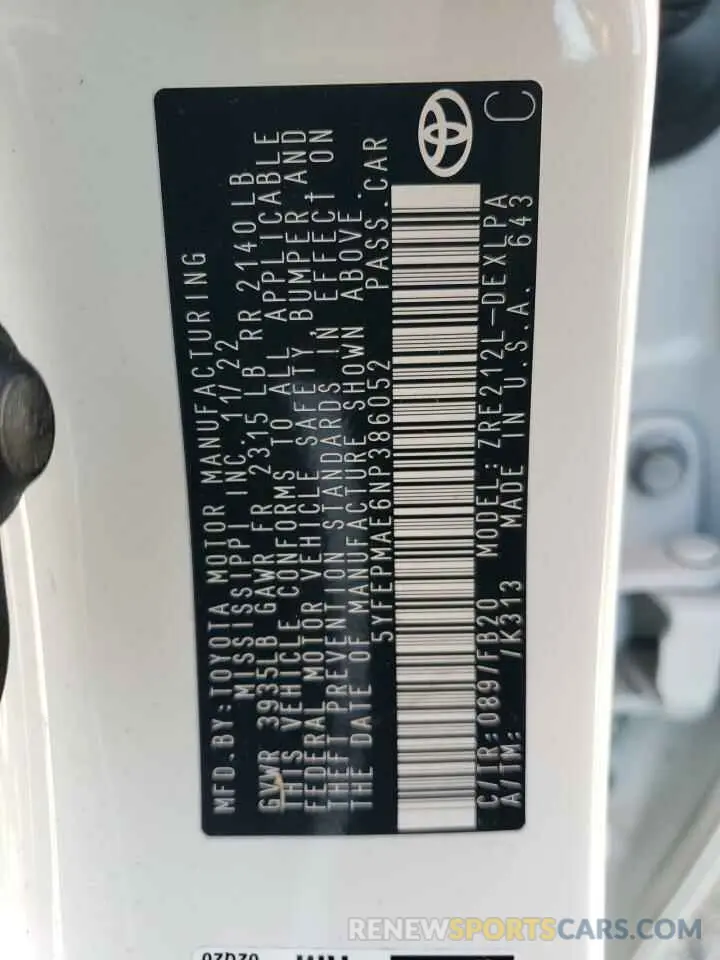 MFD.BY:TOYOTA MOTOR MANUFACTURING
MISSISSIPPI INC.11/22
GVWR 3935LB GAWR FR 2315 LB RR 2140LB
THIS VEHICLE CONFORMS TO ALL APPLICABLE
FEDERAL MOTOR VEHICLE SAFETY,BUMPER AND
THEFT PREVENTION STANDARDS IN EFFECT ON
THE DATE OF MANUFACTURE SHOWN ABOVE.
5YFEPMAE6NP386052 PASS.CAR
C/TR:089/FB20 MODEL:ZRE212L-DEXLPA
A/TM: /K313 MADE IN U.S.A. 643
C
RENEWSPORTSCARS.COM